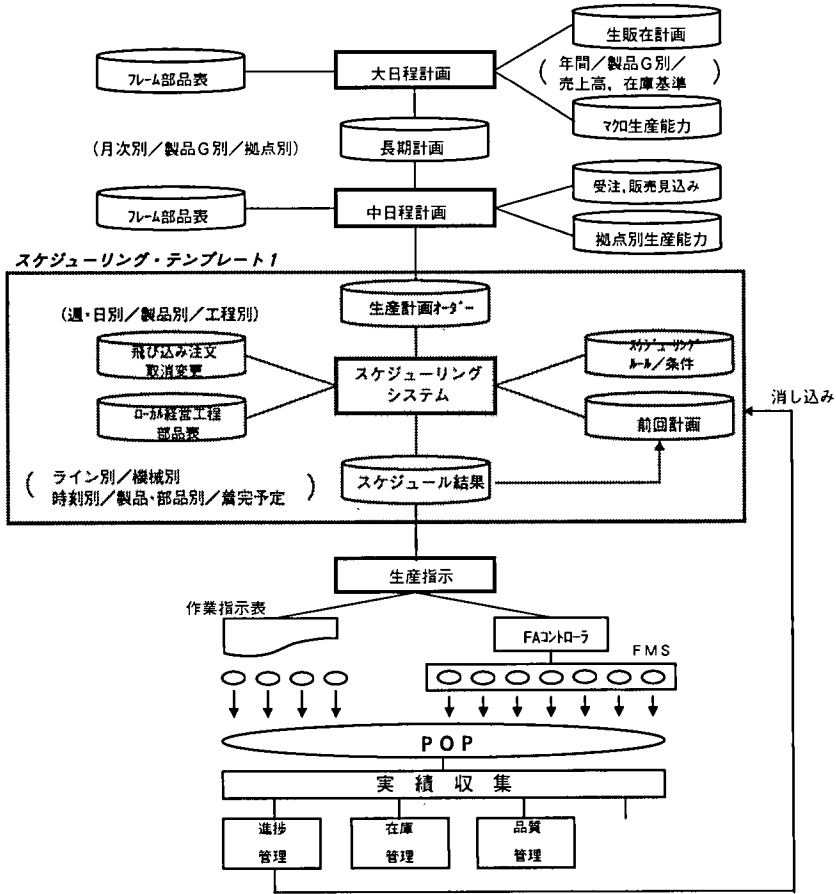 生販在計画
フレーム部品表
大日程計画
( 年間／製品G別／
売上高，在庫基準 )
マクロ生産能力
(月次別／製品G別／拠点別)
長期計画
受注,販売見込み
フレーム部品表
中日程計画
拠点別生産能力
スケジューリング・テンプレート1
生産計画オーダー
(週・日別／製品別／工程別)
飛び込み注文
取消変更
スケジューリング
システム
スケジューリング
ルール／条件
消し込み
ローカル経営工程
部品表
前回計画
( ライン別／機械別
時刻別／製品・部品別／着完予定 )
スケジュール結果
生産指示
作業指示表
FAコントローラ
FMS
POP
実績収集
進捗
管理
在庫
管理
品質
管理